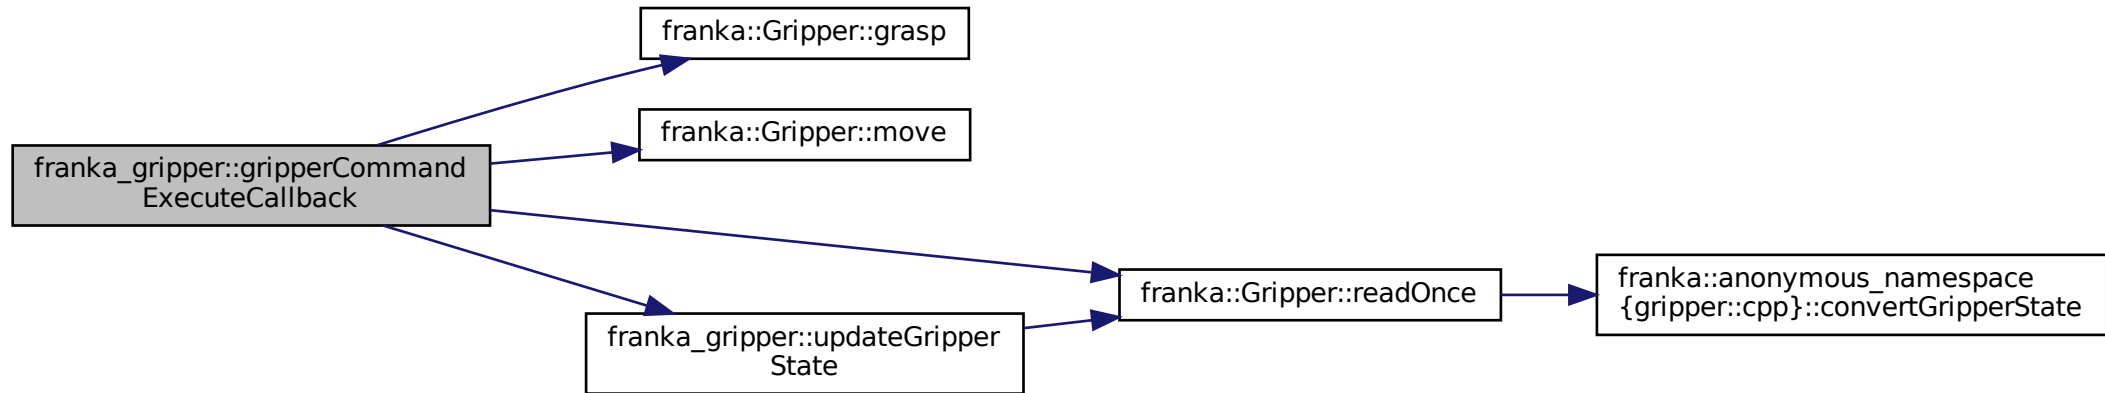 franka::Gripper::grasp
franka::Gripper::move
franka_gripper::gripperCommand
ExecuteCallback
franka::Gripper::readOnce
franka::anonymous_namespace
{gripper::cpp}::convertGripperState
franka_gripper::updateGripper
State